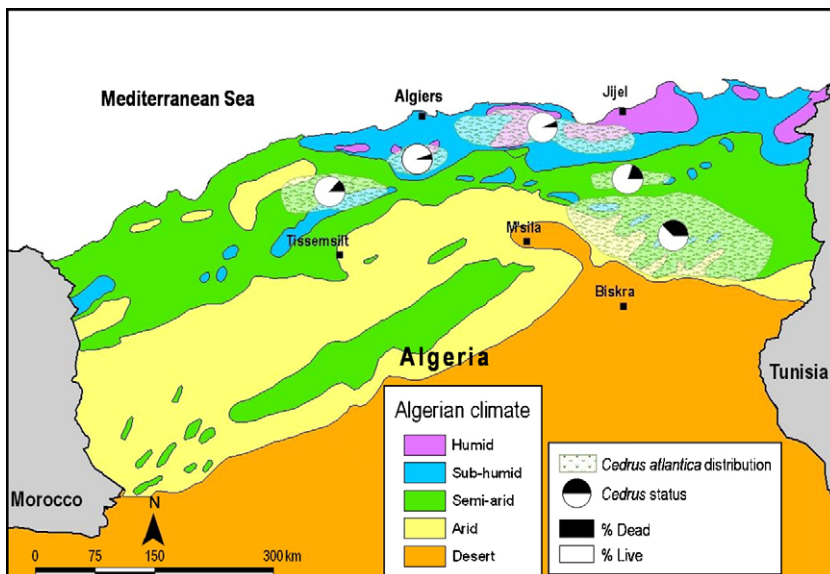 Mediterranean Sea
Algiers
Jijel
Tissemsilt
M'sila
Biskra
Algeria
Tunisia
Morocco
N
0 75 150 300 km
Algerian climate
Humid
Sub-humid
Semi-arid
Arid
Desert
Cedrus atlantica distribution
Cedrus status
% Dead
% Live